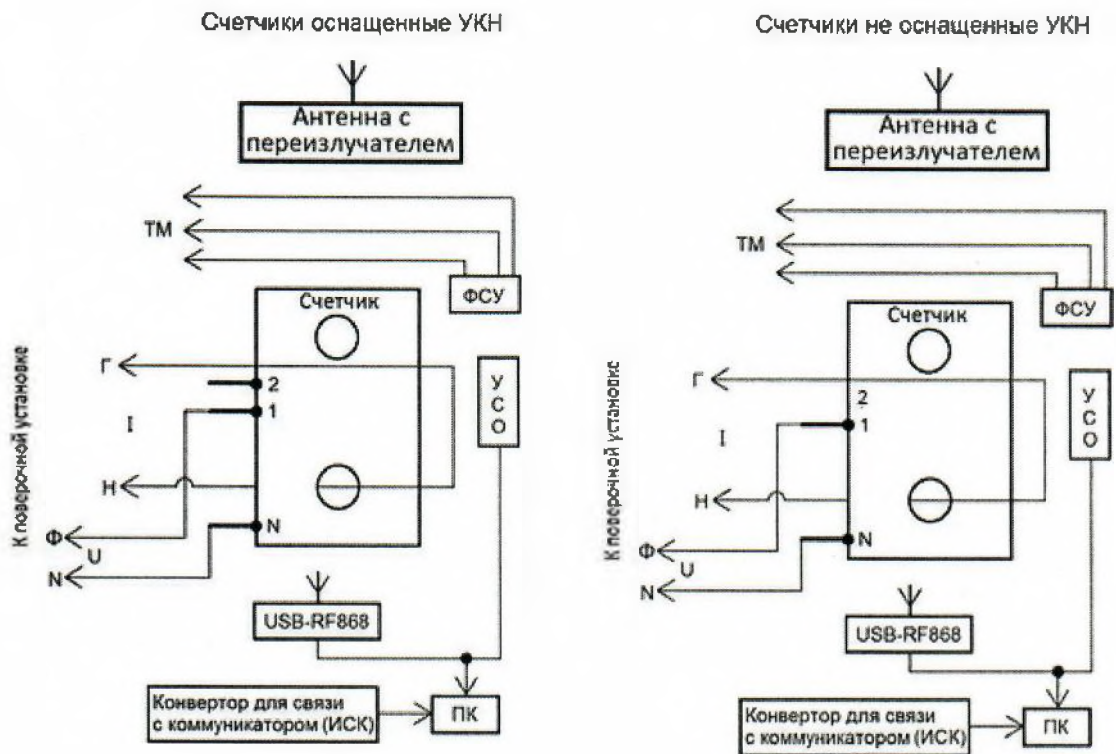 Счетчики оснащенные УКН
Антенна с
переизлучателем
ТМ
ФСУ
Счетчик
Г
2
1
I
У
С
О
Н
N
Ф
U
N
К поверочной установке
USB-RF868
Конвертор для связи
с коммуникатором (ИСК)
ПК
Счетчики не оснащенные УКН
Антенна с
переизлучателем
ТМ
ФСУ
Счетчик
Г
2
1
I
У
С
О
Н
N
Ф
U
N
К поверочной установке
USB-RF868
Конвертор для связи
с коммуникатором (ИСК)
ПК